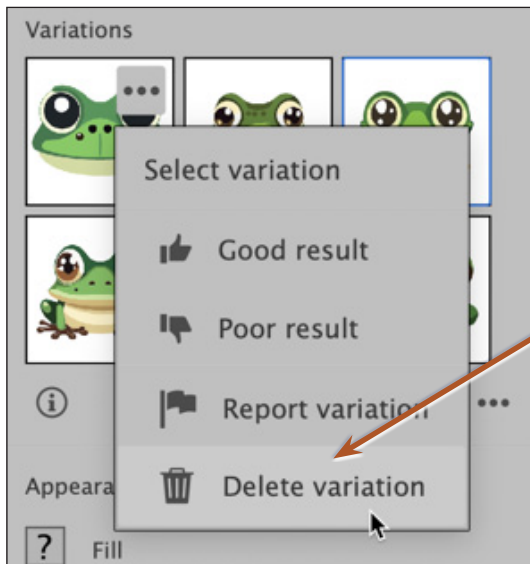 Variations
Select variation
Good result
Poor result
Report variation
Delete variation
Appeara
?
Fill